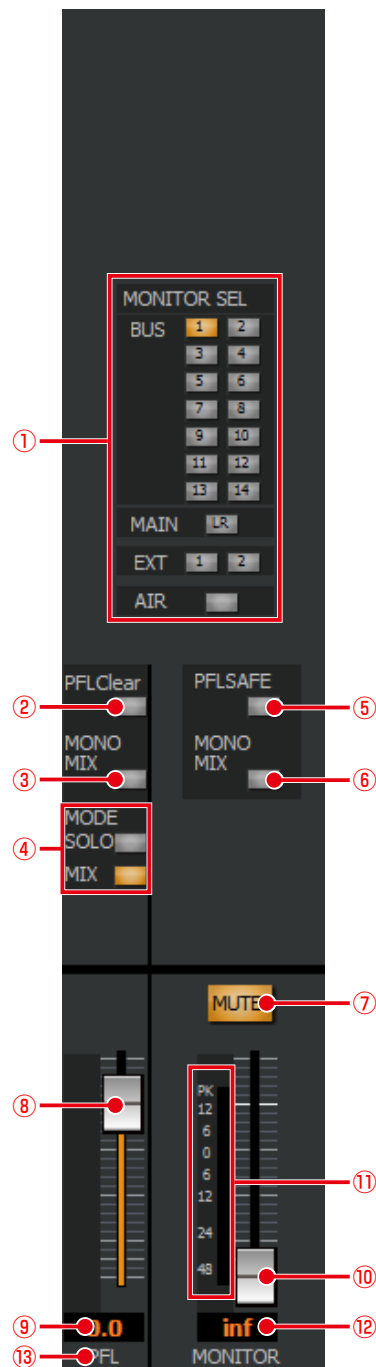 MONITOR SEL
BUS 1 2
3 4
5 6
7 8
9 10
11 12
13 14
MAIN LR
EXT 1 2
AIR
①
PFLClear
②
MONO
MIX
③
MODE
SOLO
MIX
④
PFLSAFE
⑤
MONO
MIX
⑥
MUTE
⑦
⑧
PK
12
6
0
6
12
24
48
⑪
⑩
⑨ 0.0
inf ⑫
⑬ PFL
MONITOR